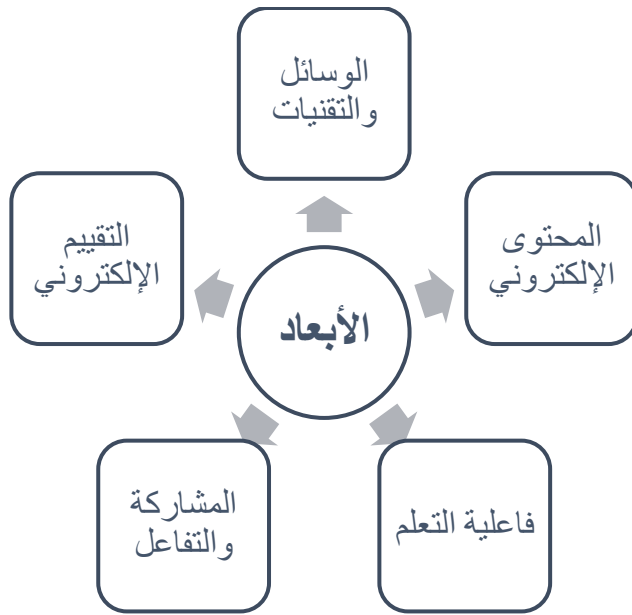 الوسائل
والتقنيات
المحتوى
الإلكتروني
فاعلية التعلم
المشاركة
والتفاعل
التقييم
الإلكتروني
الأبعاد